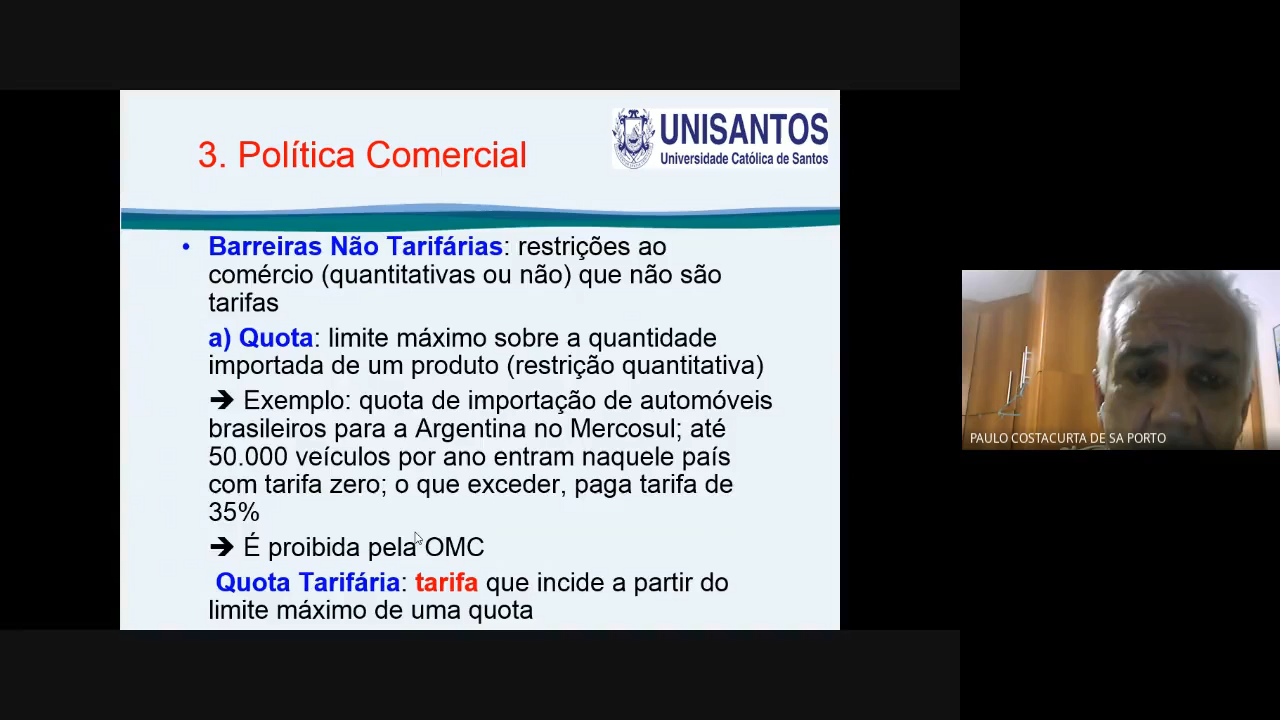 3. Política Comercial
UNISANTOS
Universidade Católica de Santos
• Barreiras Não Tarifárias: restrições ao
comércio (quantitativas ou não) que não são
tarifas
a) Quota: limite máximo sobre a quantidade
importada de um produto (restrição quantitativa)
➔ Exemplo: quota de importação de automóveis
brasileiros para a Argentina no Mercosul; até
50.000 veículos por ano entram naquele país
com tarifa zero; o que exceder, paga tarifa de
35%
➔ É proibida pela OMC
Quota Tarifária: tarifa que incide a partir do
limite máximo de uma quota
PAULO COSTACURTA DE SA PORTO